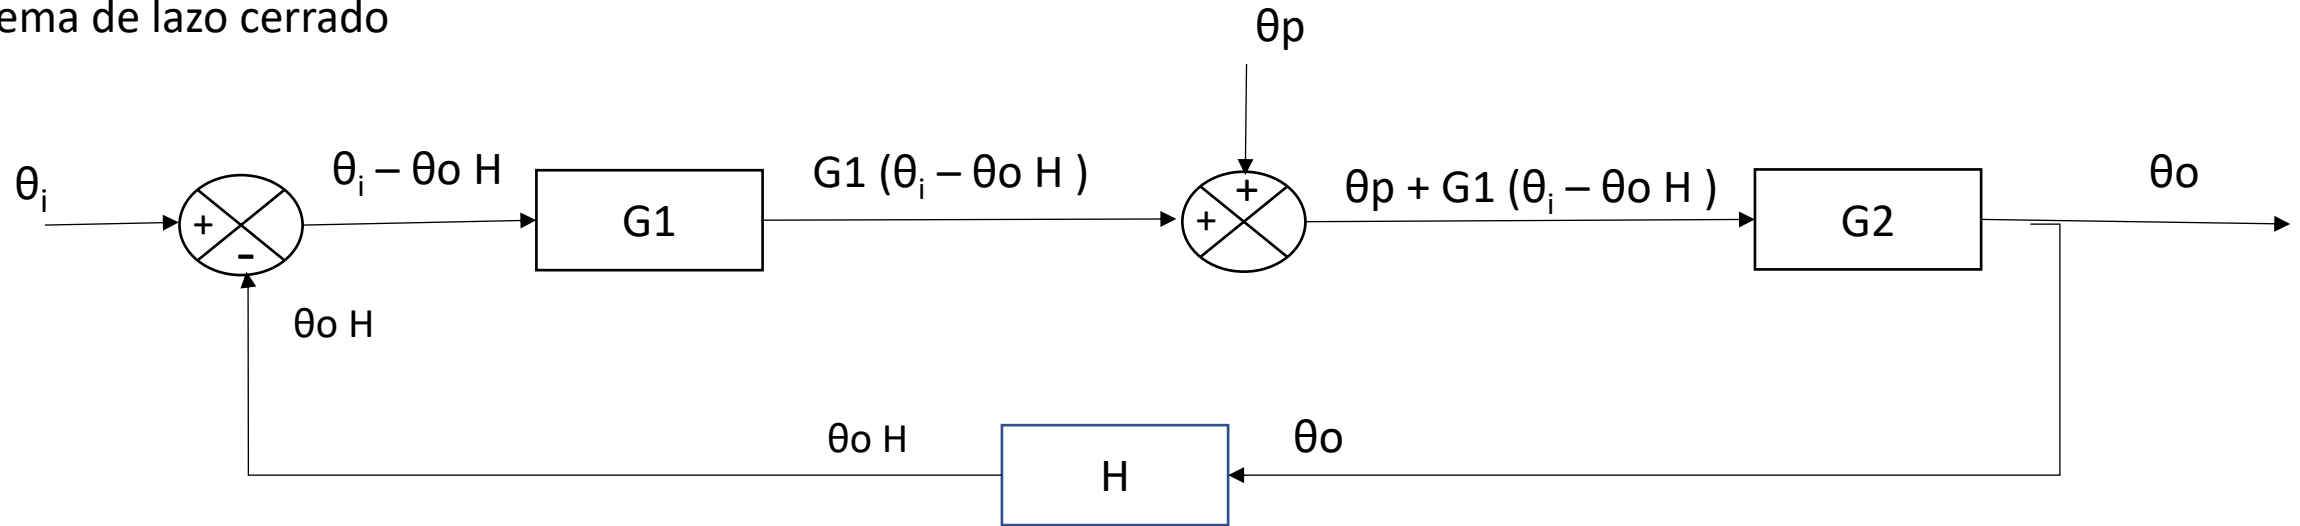 ema de lazo cerrado
θp
θi
+
-
θi – θo H
G1
G1 (θi – θo H )
+
+
θp + G1 (θi – θo H )
G2
θo
θo H
θo H
H
θo